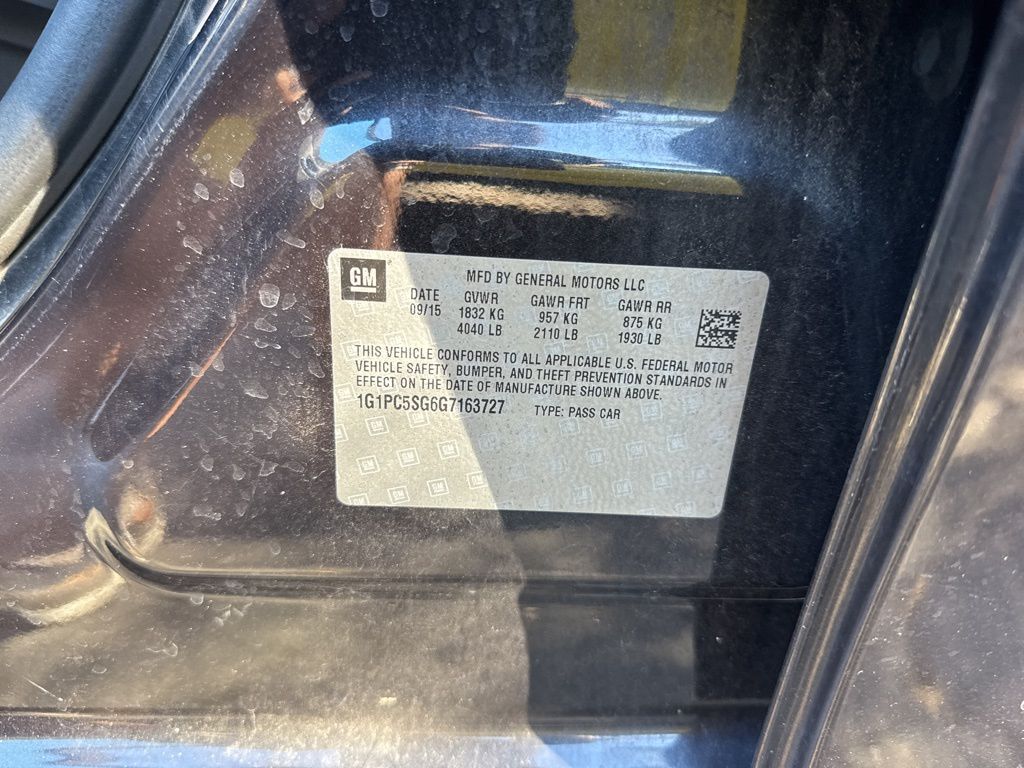 GM
MFD BY GENERAL MOTORS LLC
DATE GVWR GAWR FRT GAWR RR
09/15 1832 KG 957 KG 875 KG
4040 LB 2110 LB 1930 LB
THIS VEHICLE CONFORMS TO ALL APPLICABLE U.S. FEDERAL MOTOR
VEHICLE SAFETY, BUMPER, AND THEFT PREVENTION STANDARDS IN
EFFECT ON THE DATE OF MANUFACTURE SHOWN ABOVE.
1G1PC5SG6G7163727 TYPE: PASS CAR